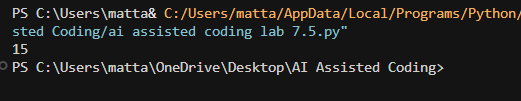 PS C:\Users\matta& C:/Users/matta/AppData/Local/Programs/Python/
sted Coding/ai assisted coding lab 7.5.py"
15
PS C:\Users\matta\OneDrive\Desktop\AI Assisted Coding>